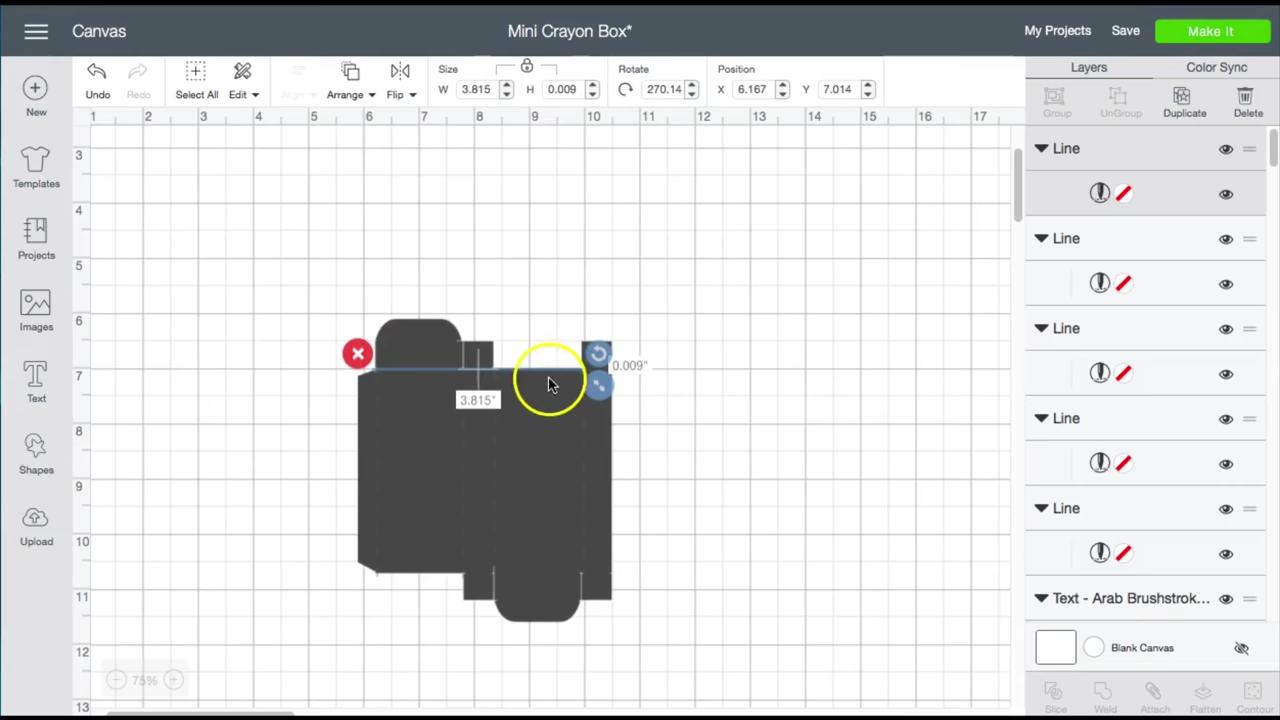 Canvas
Mini Crayon Box*
My Projects
Save
Make It
Undo
Redo
Select All
Edit
Align
Arrange
Flip
Size
W 3.815
H 0.009
Rotate
270.14
Position
X 6.167
Y 7.014
Layers
Color Sync
Group
UnGroup
Duplicate
Delete
New
Templates
Projects
Images
Text
Shapes
Upload
1 2 3 4 5 6 7 8 9 10 11 12 13 14 15 16 17
3
4
5
6
7
8
9
10
11
12
13
0.009"
3.815"
75%
Line
Line
Line
Line
Line
Text - Arab Brushstrok...
Blank Canvas
Slice
Weld
Attach
Flatten
Contour